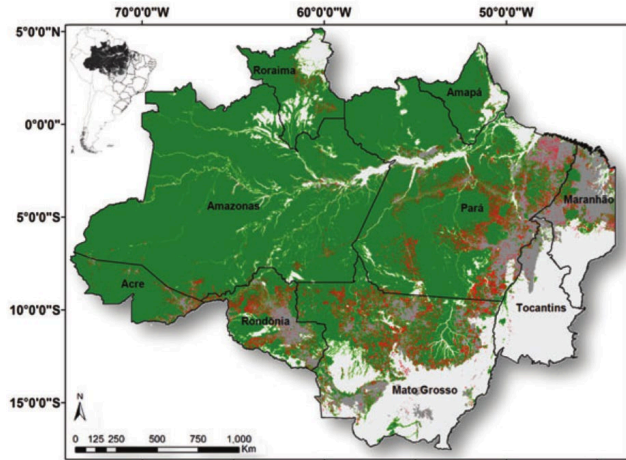 70°0'0"W 60°0'0"W 50°0'0"W
5°0'0"N
Roraima
Amapá
0°0'0"
Amazonas
Pará
Maranhão
5°0'0"S
Acre
10°0'0"S
Tocantins
Rondônia
Mato Grosso
15°0'0"S
N
0 125 250 500 750 1,000
Km